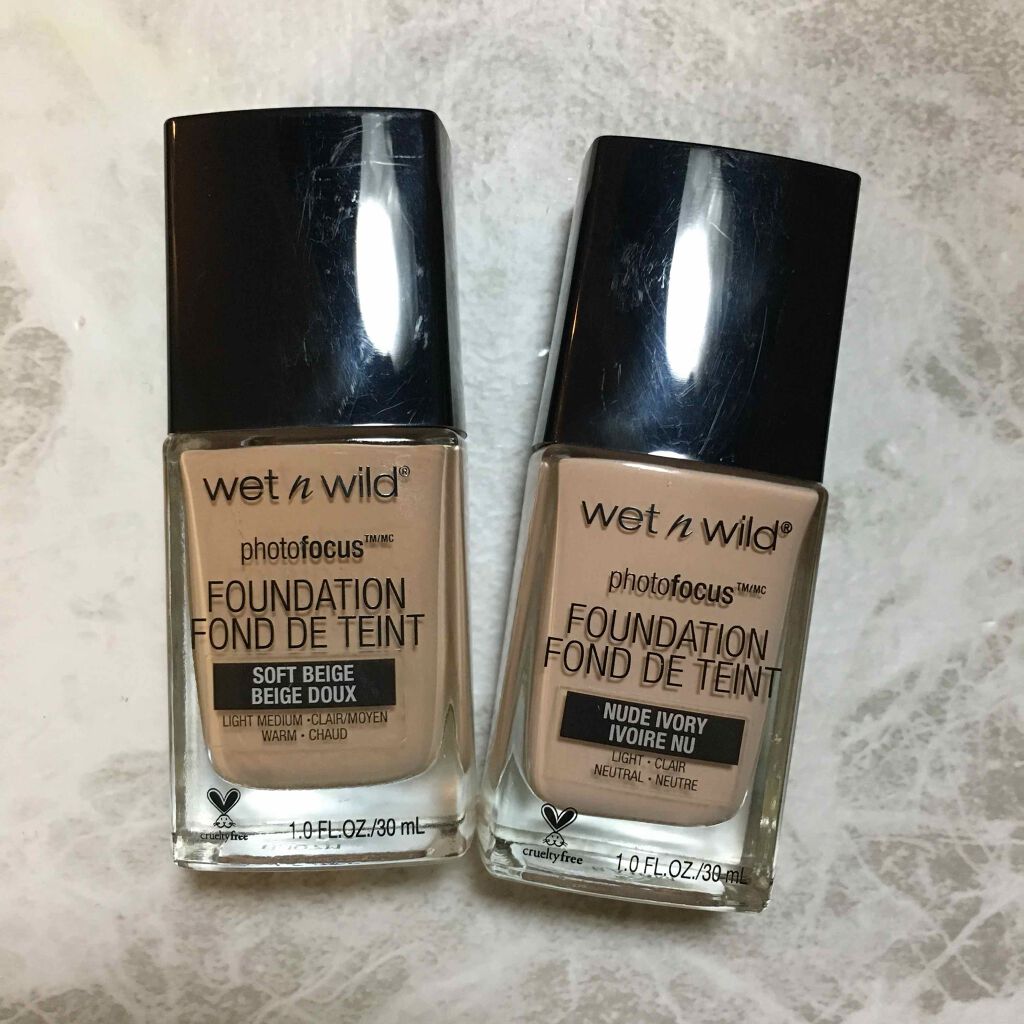 wet n wild®
photofocus™/MC
FOUNDATION
FOND DE TEINT
SOFT BEIGE
BEIGE DOUX
LIGHT MEDIUM • CLAIR/MOYEN
WARM • CHAUD
crueltyfree
1.0 FL.OZ./30 mL
wet n wild®
photofocus™/MC
FOUNDATION
FOND DE TEINT
NUDE IVORY
IVOIRE NU
LIGHT • CLAIR
NEUTRAL • NEUTRE
crueltyfree
1.0 FL.OZ./30 mL